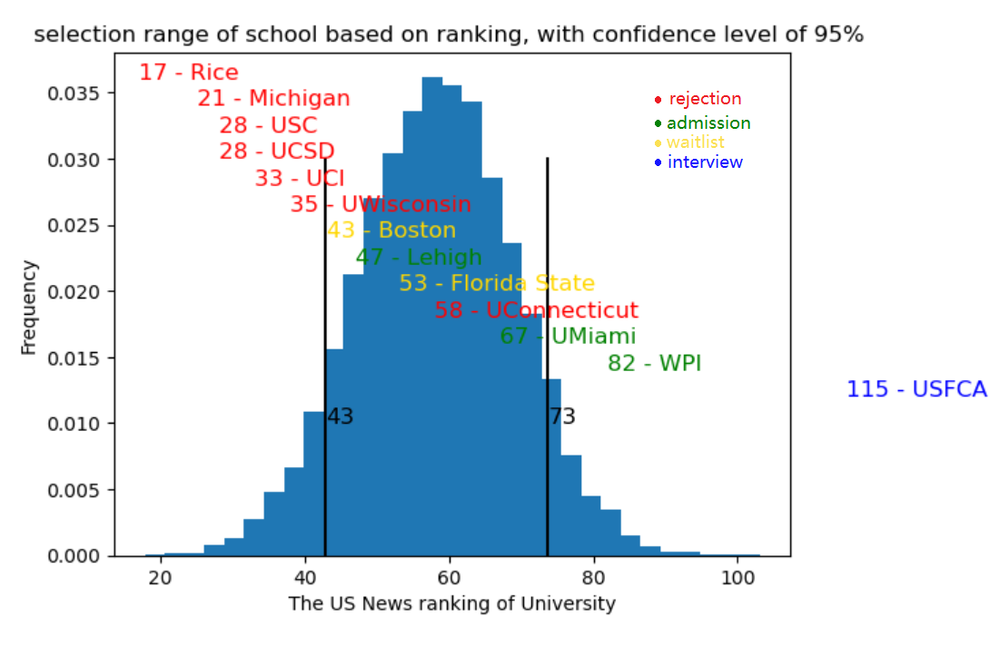 selection range of school based on ranking, with confidence level of 95%
17 - Rice
21 - Michigan
28 - USC
28 - UCSD
33 - UCI
35 - UWisconsin
43 - Boston
47 - Lehigh
53 - Florida State
58 - UConnecticut
67 - UMiami
82 - WPI
115 - USFCA
• rejection
• admission
• waitlist
• interview
43
73
Frequency
0.035
0.030
0.025
0.020
0.015
0.010
0.005
0.000
20 40 60 80 100
The US News ranking of University